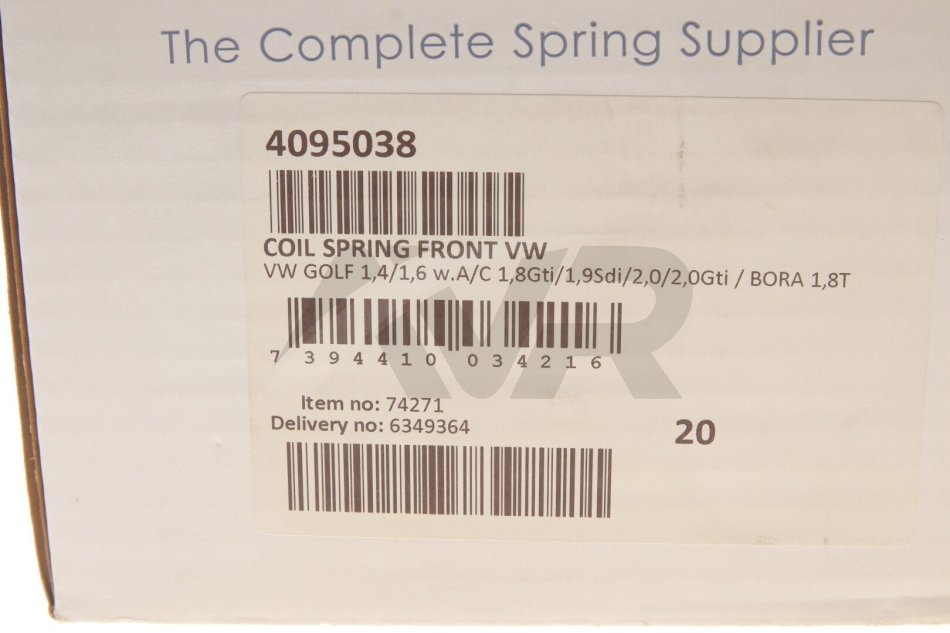 The Complete Spring Supplier
4095038
COIL SPRING FRONT VW
VW GOLF 1,4/1,6 w.A/C 1,8Gti/1,9Sdi/2,0/2,0Gti / BORA 1,8T
7 394410 034216
Item no: 74271
Delivery no: 6349364
20